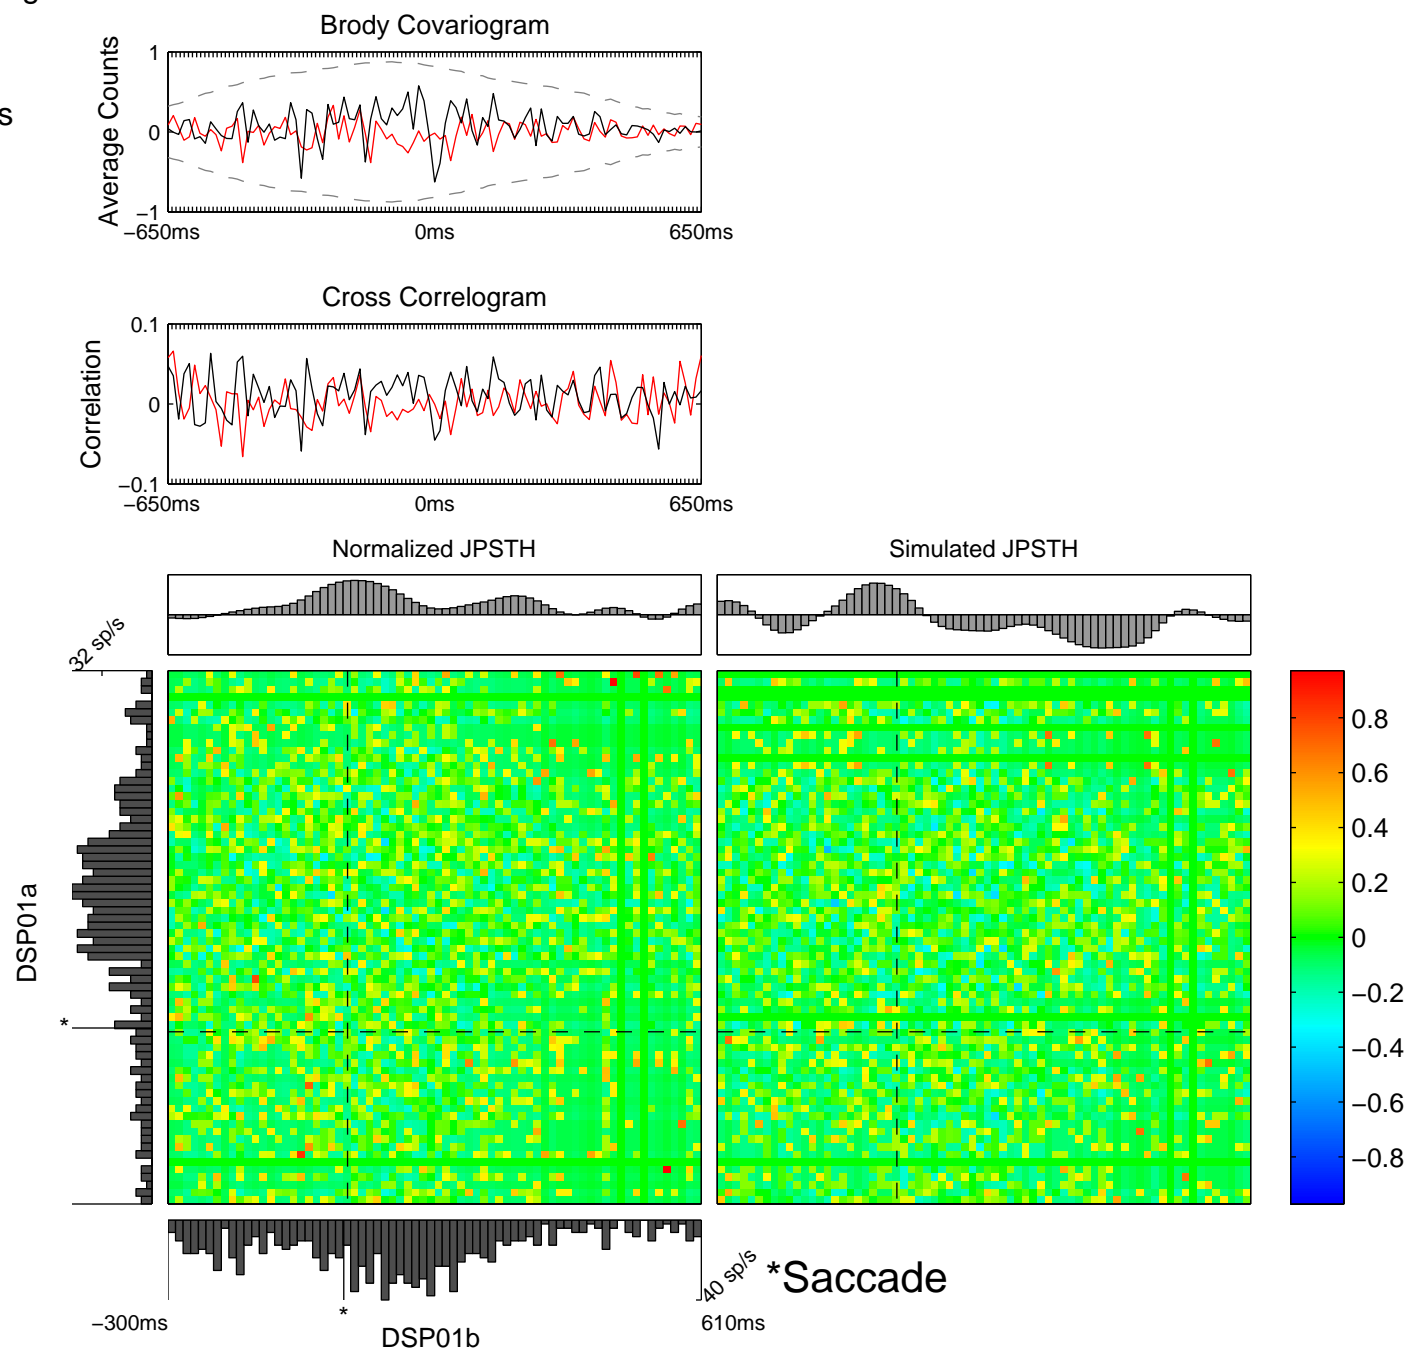 g
Brody Covariogram
s
Average Counts
1
0
−1
−650ms 0ms 650ms
Cross Correlogram
Correlation
0.1
0
−0.1
−650ms 0ms 650ms
Normalized JPSTH Simulated JPSTH
32 sp/s
DSP01a
*
0.8
0.6
0.4
0.2
0
−0.2
−0.4
−0.6
−0.8
40 sp/s
*Saccade
*
−300ms 610ms
DSP01b